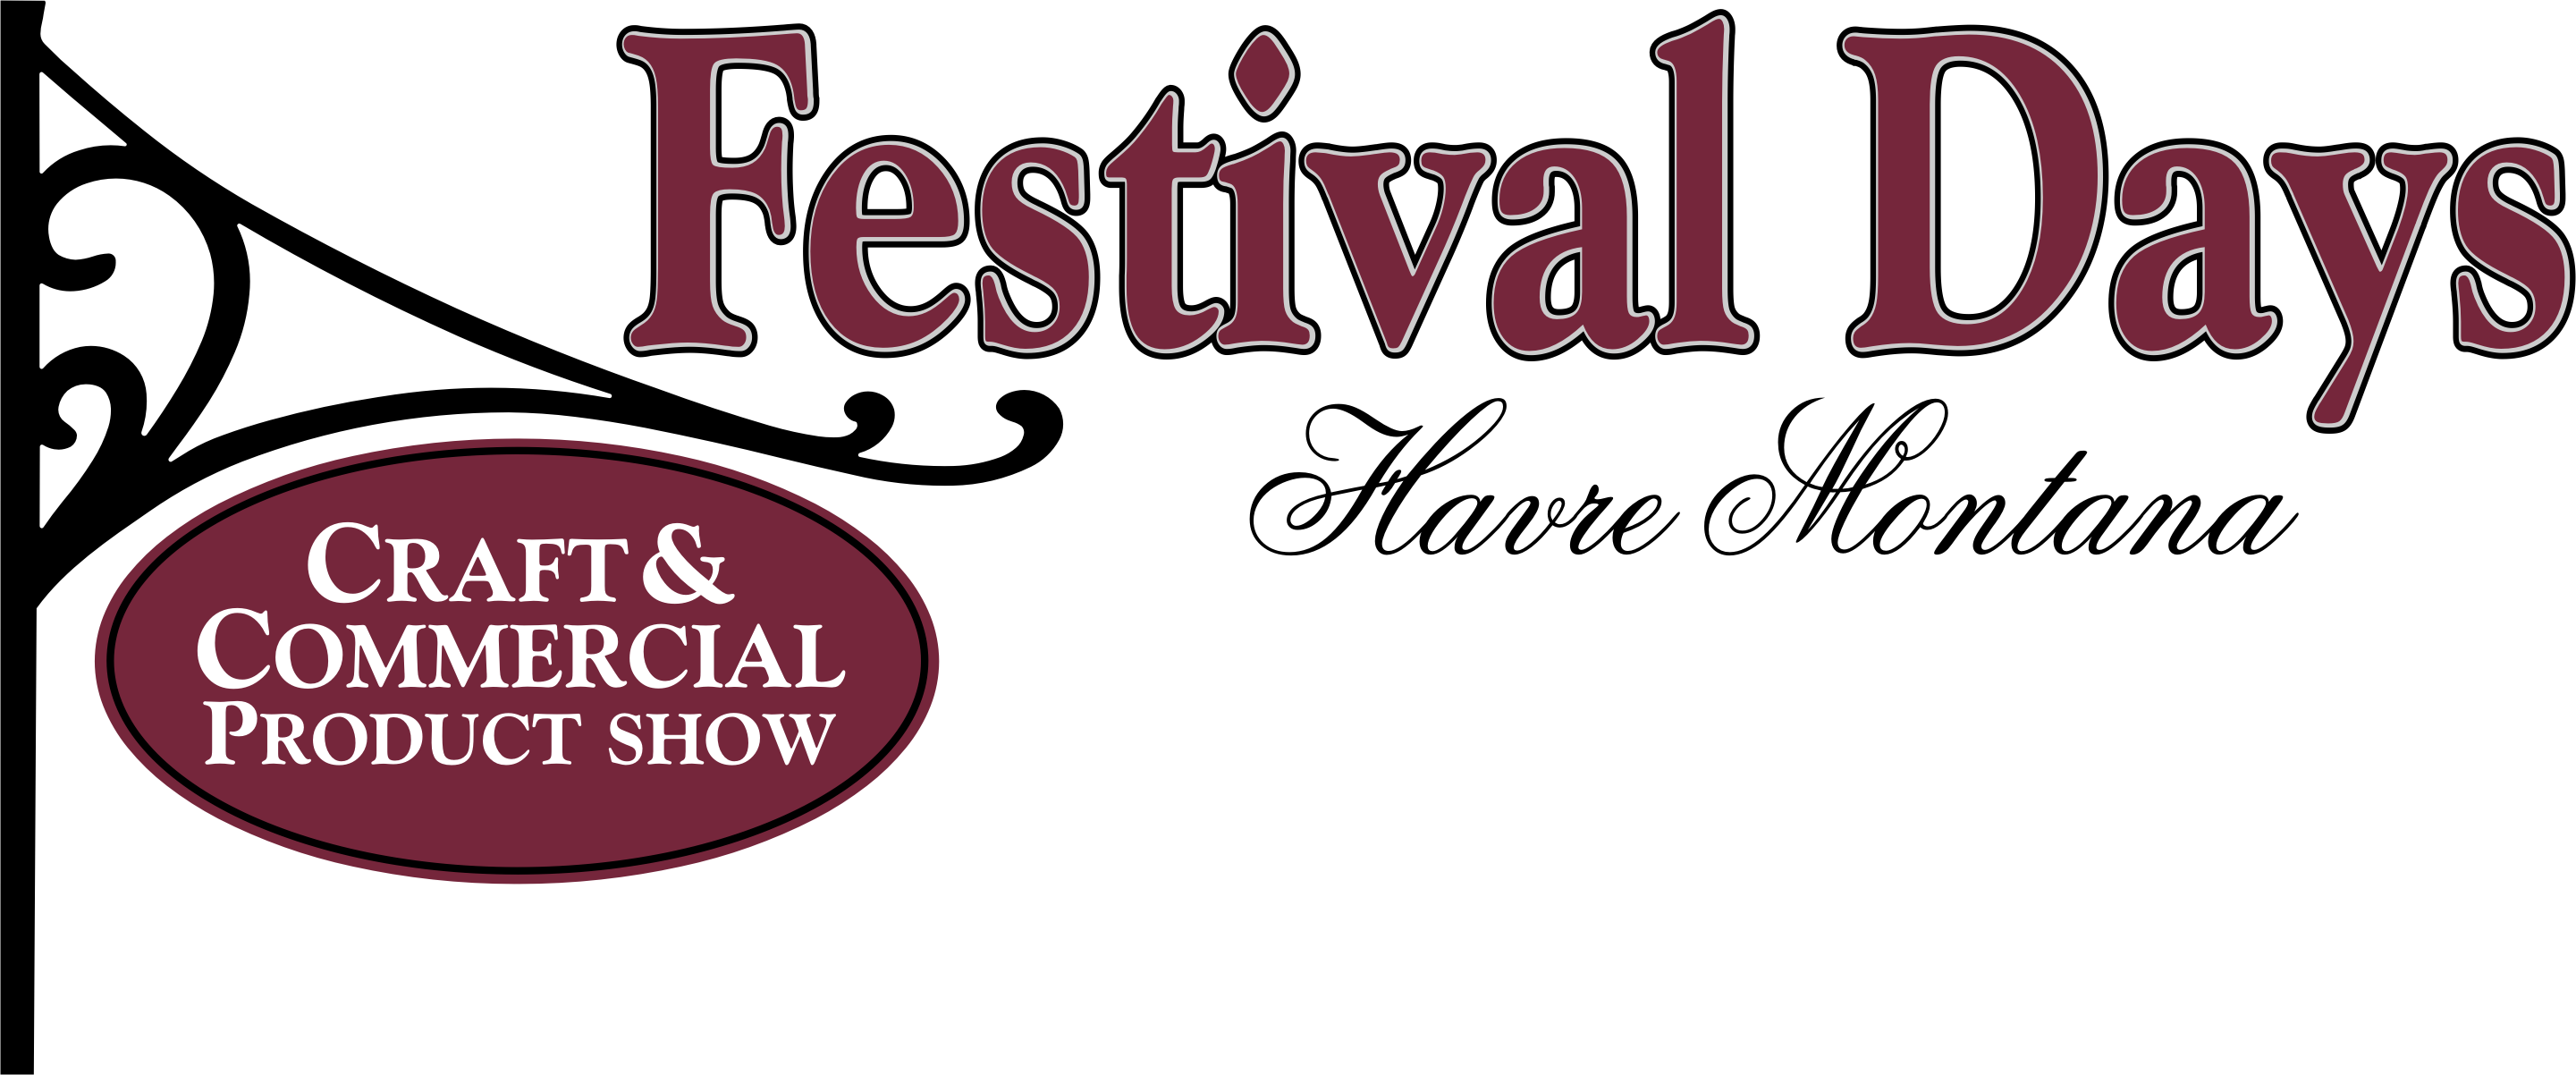 Festival Days
Havre Montana
CRAFT &
COMMERCIAL
PRODUCT SHOW